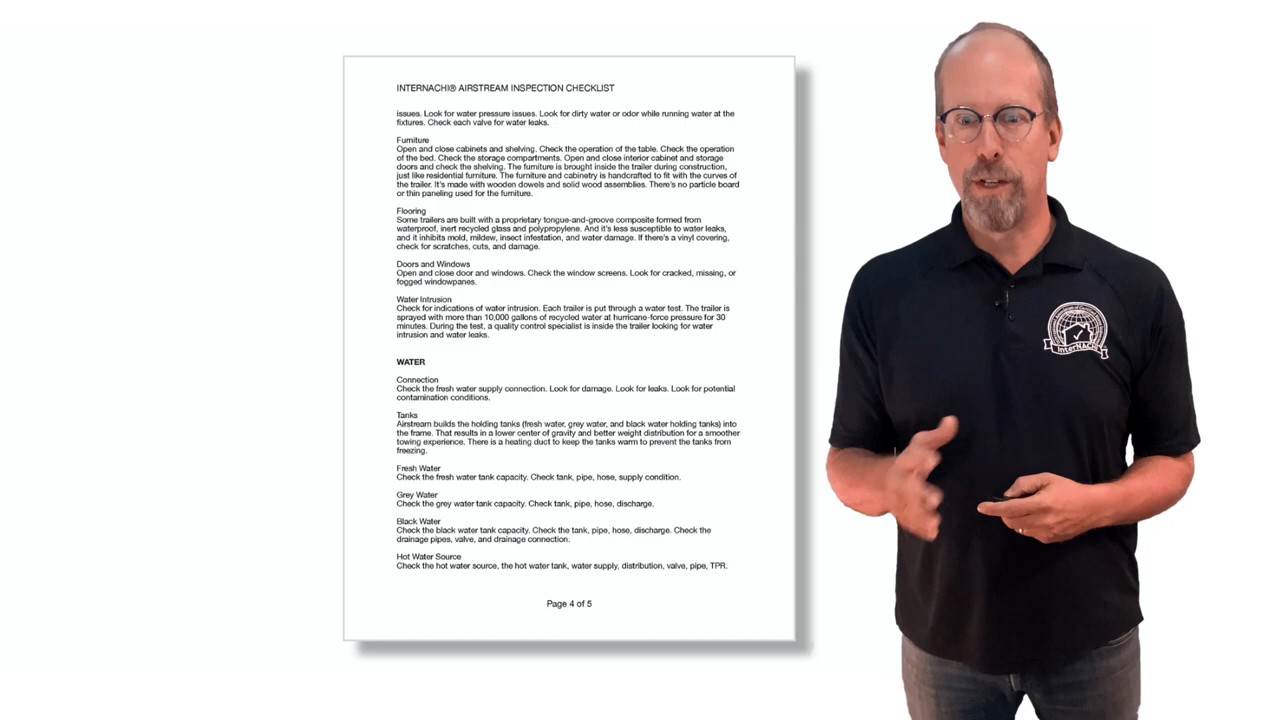 INTERNACHI® AIRSTREAM INSPECTION CHECKLIST
issues. Look for water pressure issues. Look for dirty water or odor while running water at the
fixtures. Check each valve for water leaks.
Furniture
Open and close cabinets and shelving. Check the operation of the table. Check the operation
of the bed. Check the storage compartments. Open and close interior cabinet and storage
doors and check the shelving. The furniture is brought inside the trailer during construction,
just like residential furniture. The furniture and cabinetry is handcrafted to fit with the curves of
the trailer. It's made with wooden dowels and solid wood assemblies. There's no particle board
or thin paneling used for the furniture.
Flooring
Some trailers are built with a proprietary tongue-and-groove composite formed from
waterproof, inert recycled glass and polypropylene. And it's less susceptible to water leaks,
and it inhibits mold, mildew, insect infestation, and water damage. If there's a vinyl covering,
check for scratches, cuts, and damage.
Doors and Windows
Open and close door and windows. Check the window screens. Look for cracked, missing, or
fogged windowpanes.
Water Intrusion
Check for indications of water intrusion. Each trailer is put through a water test. The trailer is
sprayed with more than 10,000 gallons of recycled water at hurricane-force pressure for 30
minutes. During the test, a quality control specialist is inside the trailer looking for water
intrusion and water leaks.
WATER
Connection
Check the fresh water supply connection. Look for damage. Look for leaks. Look for potential
contamination conditions.
Tanks
Airstream builds the holding tanks (fresh water, grey water, and black water holding tanks) into
the frame. That results in a lower center of gravity and better weight distribution for a smoother
towing experience. There is a heating duct to keep the tanks warm to prevent the tanks from
freezing.
Fresh Water
Check the fresh water tank capacity. Check tank, pipe, hose, supply condition.
Grey Water
Check the grey water tank capacity. Check tank, pipe, hose, discharge.
Black Water
Check the black water tank capacity. Check the tank, pipe, hose, discharge. Check the
drainage pipes, valve, and drainage connection.
Hot Water Source
Check the hot water source, the hot water tank, water supply, distribution, valve, pipe, TPR.
Page 4 of 5
InterNACHI